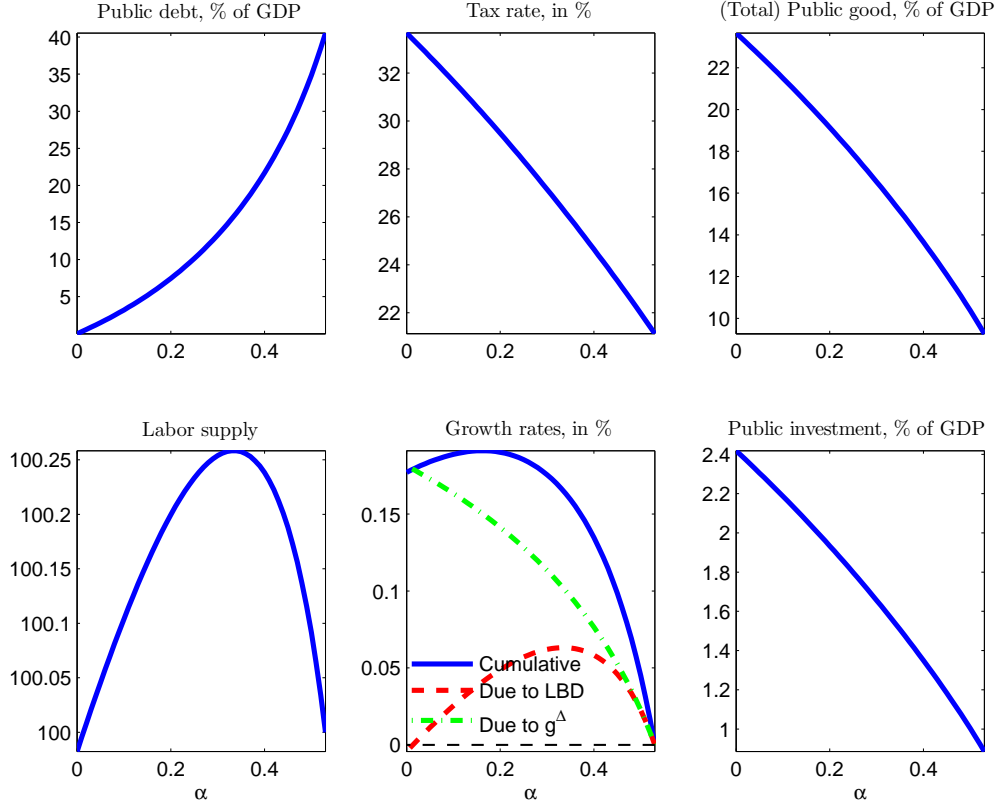 Public debt, % of GDP
40
35
30
25
20
15
10
5
0 0.2 0.4
Tax rate, in %
32
30
28
26
24
22
0 0.2 0.4
(Total) Public good, % of GDP
22
20
18
16
14
12
10
0 0.2 0.4
Labor supply
100.25
100.2
100.15
100.1
100.05
100
0 0.2 0.4
α
Growth rates, in %
0.15
0.1
0.05
0
Cumulative
Due to LBD
Due to g^Δ
0 0.2 0.4
α
Public investment, % of GDP
2.4
2.2
2
1.8
1.6
1.4
1.2
1
0 0.2 0.4
α